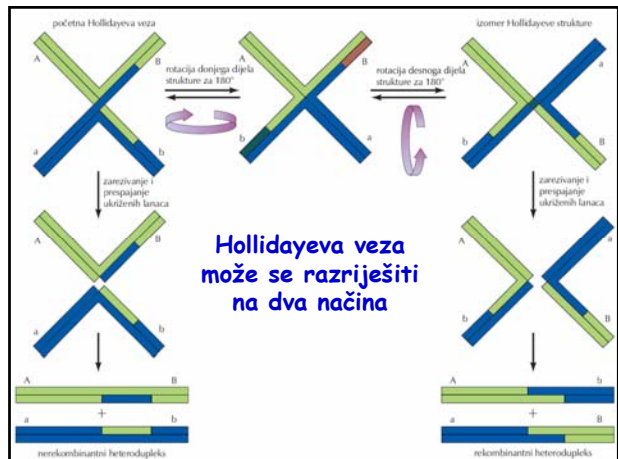 početna Hollidayeva veza
izomer Hollidayeve strukture
A
B
a
b
rotacija donjega dijela
strukture za 180°
A
B
b
a
rotacija desnoga dijela
strukture za 180°
A
a
b
B
zarezivanje i
prespajanje
ukriženih lanaca
zarezivanje i
prespajanje
ukriženih lanaca
A
B
a
b
Hollidayeva veza
može se razriješiti
na dva načina
A
a
b
B
A B
+
a b
nerekombinantni heterodupleks
A b
+
a B
rekombinantni heterodupleks